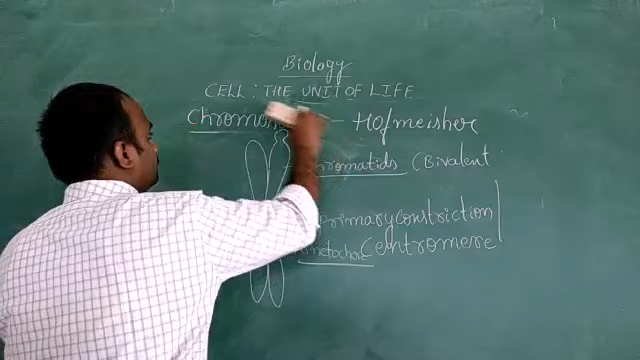 Biology
CELL : THE UNIT OF LIFE
— Hofmeisher
(Bivalent
Primary constriction
Centromere